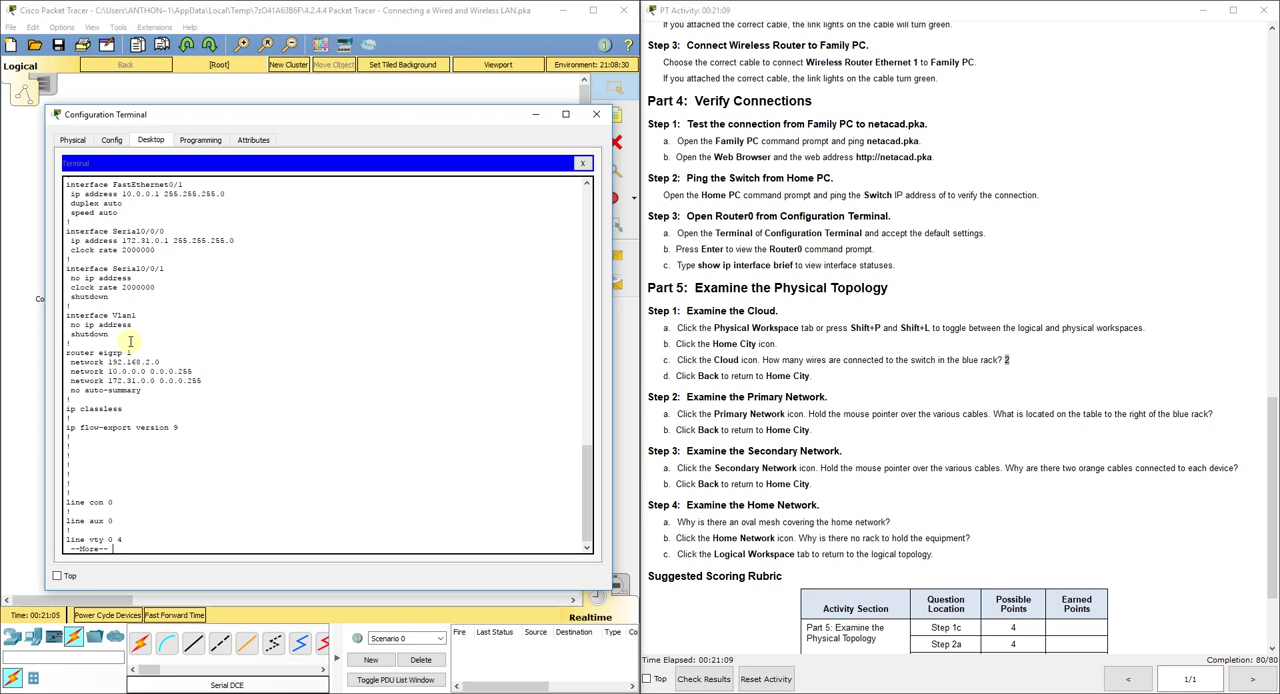 Cisco Packet Tracer - C:\Users\ANTHON~1\AppData\Local\Temp\7zO41A63B6F\4.2.4.4 Packet Tracer - Connecting a Wired and Wireless LAN.pka
File Edit Options View Tools Extensions Help
Logical Back [Root] New Cluster Move Object Set Tiled Background Viewport Environment: 21:08:30
Configuration Terminal
Physical Config Desktop Programming Attributes
Terminal X
interface FastEthernet0/1
ip address 10.0.0.1 255.255.255.0
duplex auto
speed auto
!
interface Serial0/0/0
ip address 172.31.0.1 255.255.255.0
clock rate 2000000
!
interface Serial0/0/1
no ip address
clock rate 2000000
shutdown
!
interface Vlan1
no ip address
shutdown
!
router eigrp 1
network 192.168.2.0
network 10.0.0.0 0.0.0.255
network 172.31.0.0 0.0.0.255
no auto-summary
!
ip classless
!
ip flow-export version 9
!
!
!
!
!
!
!
line con 0
!
line aux 0
!
line vty 0 4
--More--
Top
Co
Time: 00:21:05 Power Cycle Devices Fast Forward Time Realtime
Scenario 0
New Delete
Toggle PDU List Window
Fire Last Status Source Destination Type Co
Serial DCE
PT Activity: 00:21:09
If you attached the correct cable, the link lights on the cable will turn green.
Step 3: Connect Wireless Router to Family PC.
Choose the correct cable to connect Wireless Router Ethernet 1 to Family PC.
If you attached the correct cable, the link lights on the cable turn green.
Part 4: Verify Connections
Step 1: Test the connection from Family PC to netacad.pka.
a. Open the Family PC command prompt and ping netacad.pka.
b. Open the Web Browser and the web address http://netacad.pka.
Step 2: Ping the Switch from Home PC.
Open the Home PC command prompt and ping the Switch IP address of to verify the connection.
Step 3: Open Router0 from Configuration Terminal.
a. Open the Terminal of Configuration Terminal and accept the default settings.
b. Press Enter to view the Router0 command prompt.
c. Type show ip interface brief to view interface statuses.
Part 5: Examine the Physical Topology
Step 1: Examine the Cloud.
a. Click the Physical Workspace tab or press Shift+P and Shift+L to toggle between the logical and physical workspaces.
b. Click the Home City icon.
c. Click the Cloud icon. How many wires are connected to the switch in the blue rack? 2
d. Click Back to return to Home City.
Step 2: Examine the Primary Network.
a. Click the Primary Network icon. Hold the mouse pointer over the various cables. What is located on the table to the right of the blue rack?
b. Click Back to return to Home City.
Step 3: Examine the Secondary Network.
a. Click the Secondary Network icon. Hold the mouse pointer over the various cables. Why are there two orange cables connected to each device?
b. Click Back to return to Home City.
Step 4: Examine the Home Network.
a. Why is there an oval mesh covering the home network?
b. Click the Home Network icon. Why is there no rack to hold the equipment?
c. Click the Logical Workspace tab to return to the logical topology.
Suggested Scoring Rubric
Activity Section Question Location Possible Points Earned Points
Part 5: Examine the Physical Topology Step 1c 4
Step 2a 4
Time Elapsed: 00:21:09 Completion: 80/80
Top Check Results Reset Activity < 1/1 >